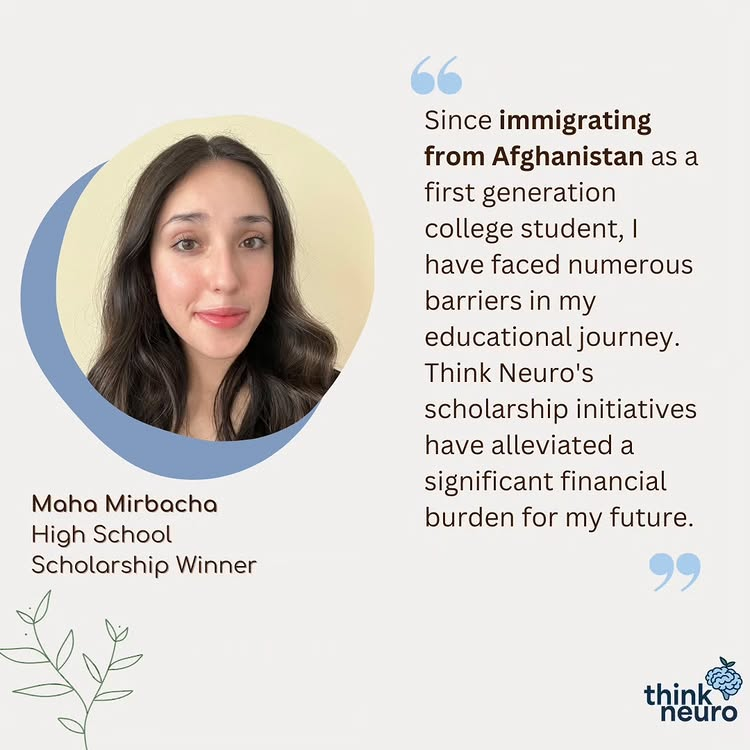 Since immigrating
from Afghanistan as a
first generation
college student, I
have faced numerous
barriers in my
educational journey.
Think Neuro's
scholarship initiatives
have alleviated a
significant financial
burden for my future.
Maha Mirbacha
High School
Scholarship Winner
think
neuro